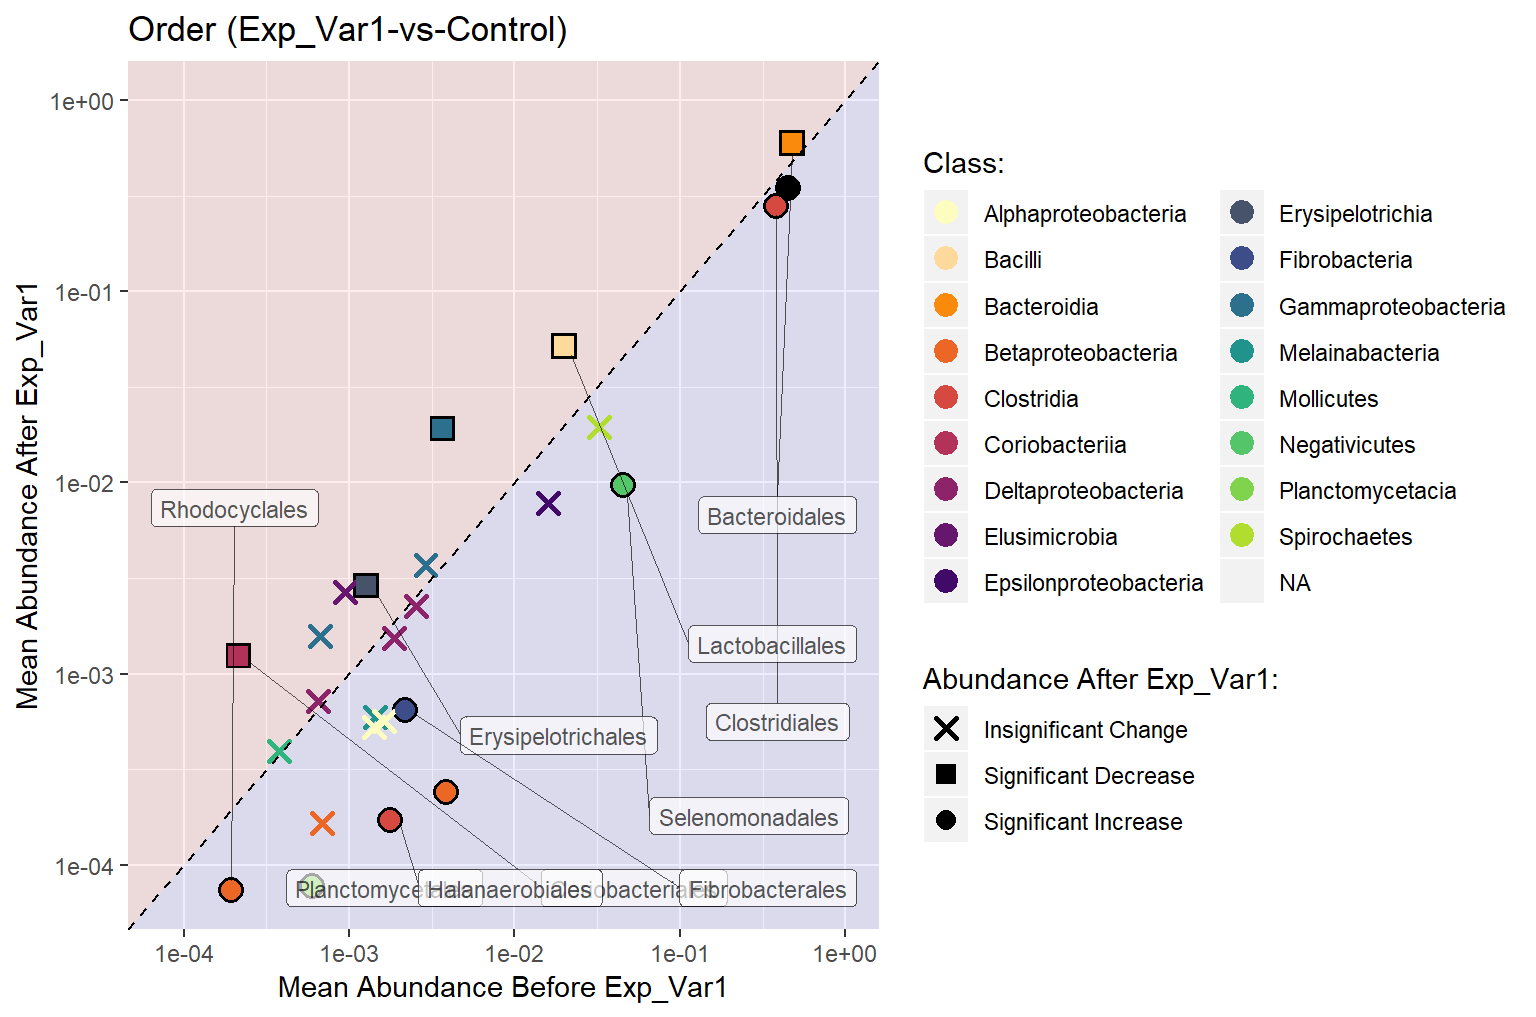 Order (Exp_Var1-vs-Control)
Mean Abundance After Exp_Var1
1e+00
1e-01
1e-02
1e-03
1e-04
Rhodocyclales
Bacteroidales
Lactobacillales
Clostridiales
Erysipelotrichales
Selenomonadales
Planctomycetales
Halanaerobiales
Coriobacteriales
Fibrobacterales
1e-04
1e-03
1e-02
1e-01
1e+00
Mean Abundance Before Exp_Var1
Class:
Alphaproteobacteria
Bacilli
Bacteroidia
Betaproteobacteria
Clostridia
Coriobacteriia
Deltaproteobacteria
Elusimicrobia
Epsilonproteobacteria
Erysipelotrichia
Fibrobacteria
Gammaproteobacteria
Melainabacteria
Mollicutes
Negativicutes
Planctomycetacia
Spirochaetes
NA
Abundance After Exp_Var1:
Insignificant Change
Significant Decrease
Significant Increase